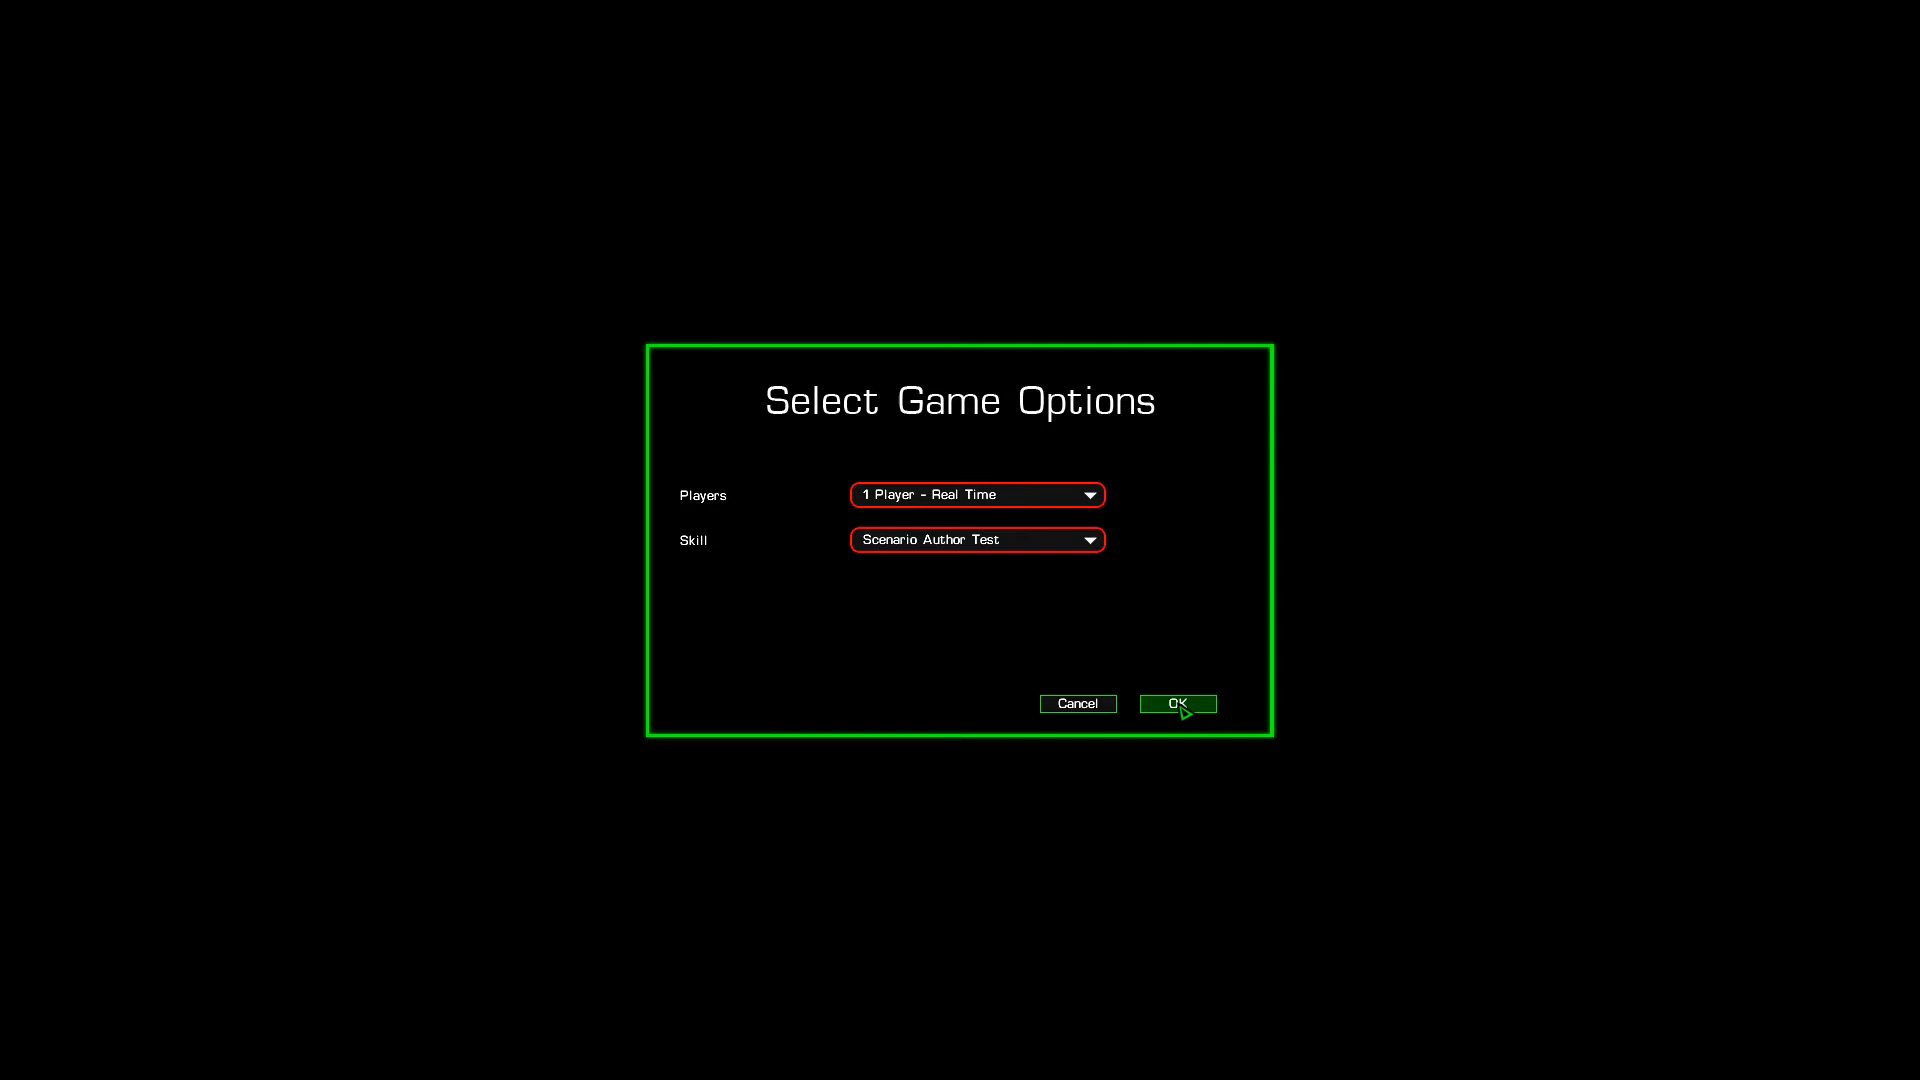 Select Game Options
Players
1 Player - Real Time
Skill
Scenario Author Test
Cancel
OK